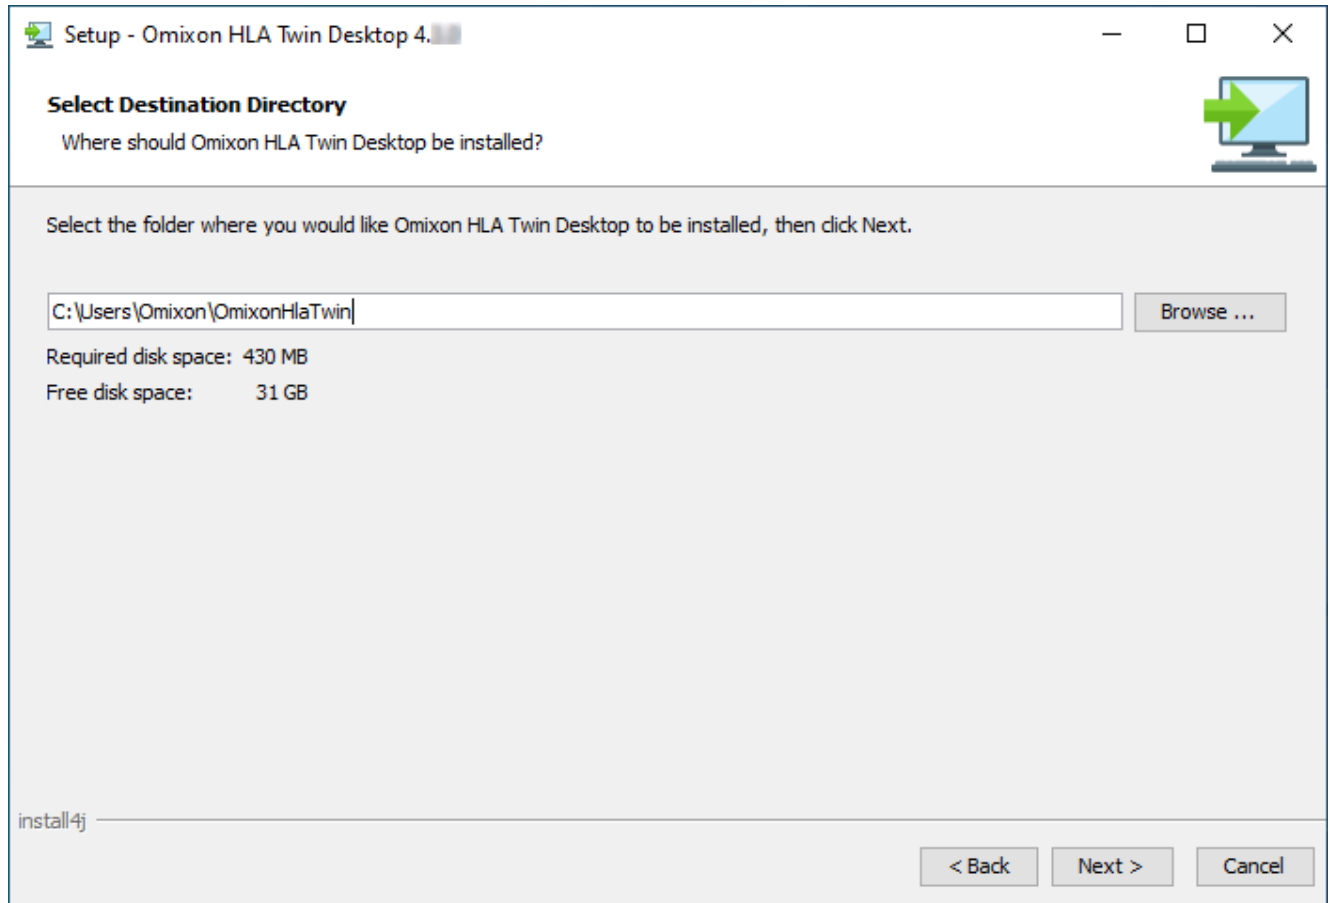 Setup - Omixon HLA Twin Desktop 4.
Select Destination Directory
Where should Omixon HLA Twin Desktop be installed?
Select the folder where you would like Omixon HLA Twin Desktop to be installed, then click Next.
C:\Users\Omixon\OmixonHlaTwin
Browse ...
Required disk space: 430 MB
Free disk space: 31 GB
install4j
< Back Next > Cancel